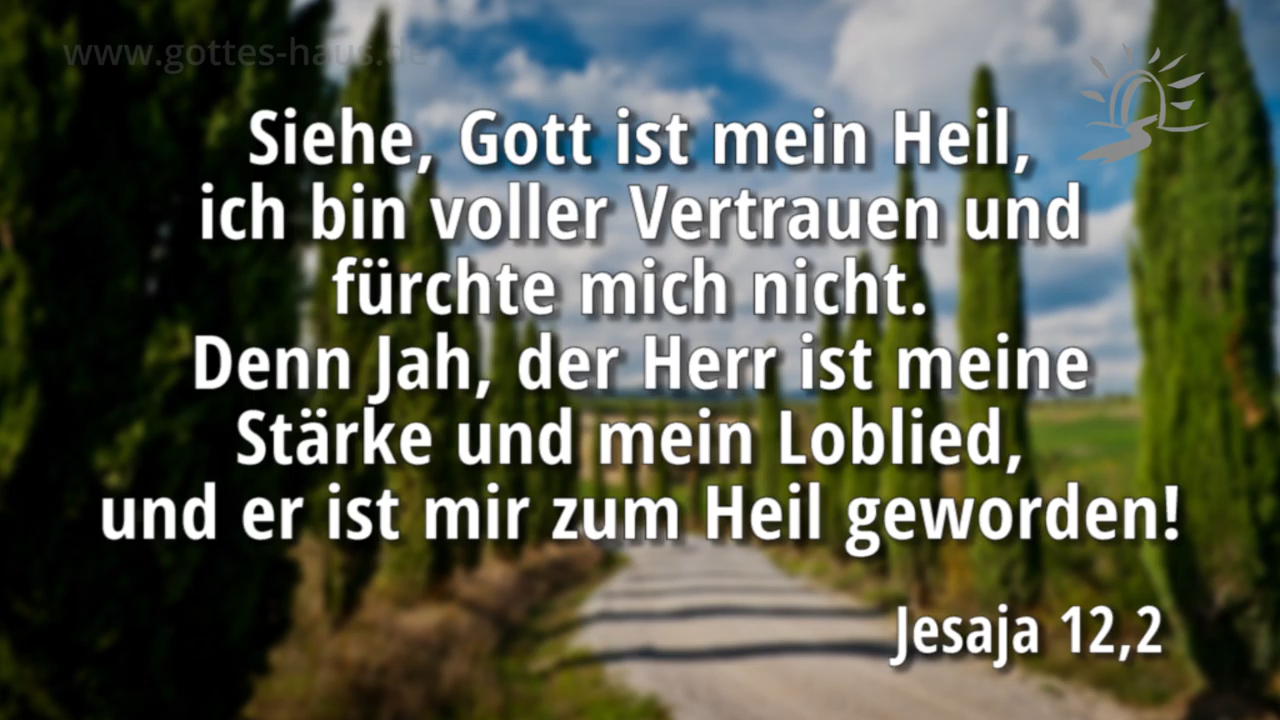 www.gottes-haus.de
Siehe, Gott ist mein Heil,
ich bin voller Vertrauen und
fürchte mich nicht.
Denn Jah, der Herr ist meine
Stärke und mein Loblied,
und er ist mir zum Heil geworden!
Jesaja 12,2